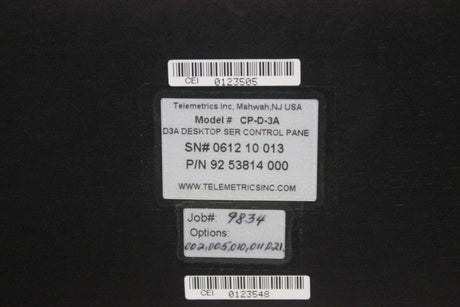 CEI 0123505
Telemetrics Inc, Mahwah, NJ USA
Model # CP-D-3A
D3A DESKTOP SER CONTROL PANE
SN# 0612 10 013
P/N 92 53814 000
WWW.TELEMETRICSINC.COM
Job#: 9834
Options:
002,005,010,011,021
CEI 0123548